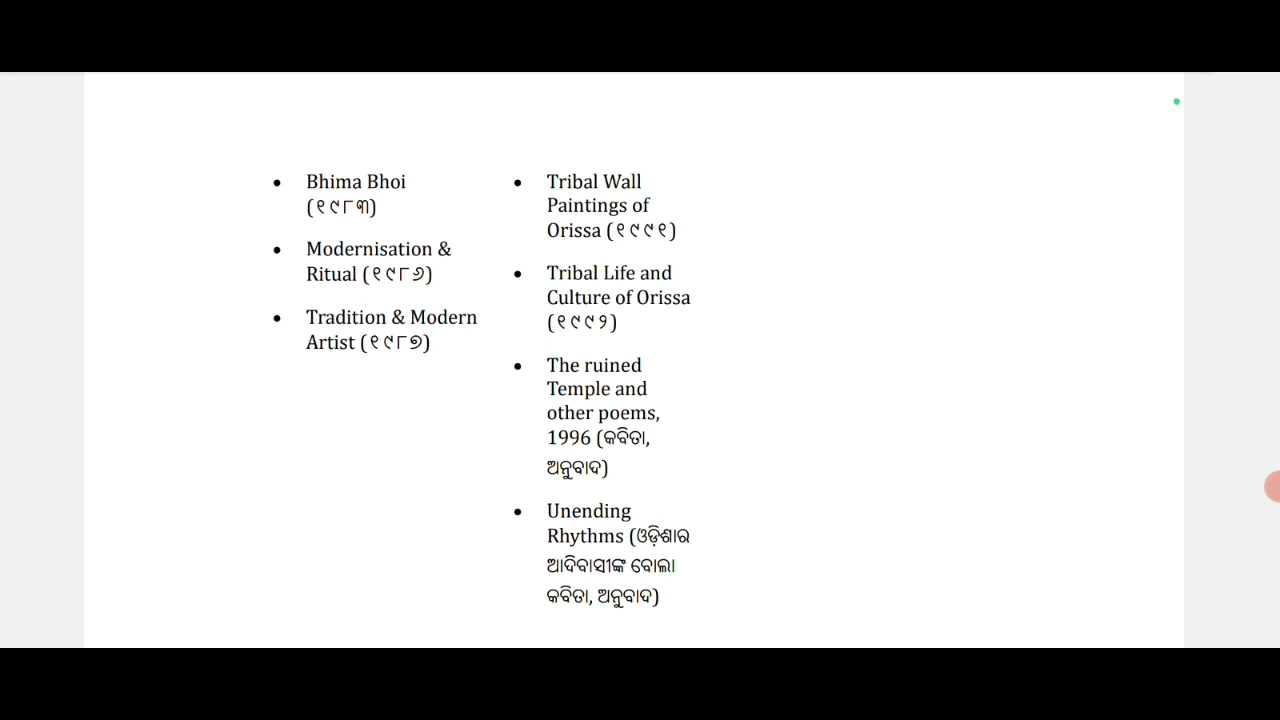 • Bhima Bhoi
(୧୯୮୩)
• Modernisation &
Ritual (୧୯୮୬)
• Tradition & Modern
Artist (୧୯୮୭)
• Tribal Wall
Paintings of
Orissa (୧୯୯୧)
• Tribal Life and
Culture of Orissa
(୧୯୯୨)
• The ruined
Temple and
other poems,
1996 (କବିତା,
ଅନୁବାଦ)
• Unending
Rhythms (ଓଡ଼ିଶାର
ଆଦିବାସୀଙ୍କ ବୋଲା
କବିତା, ଅନୁବାଦ)